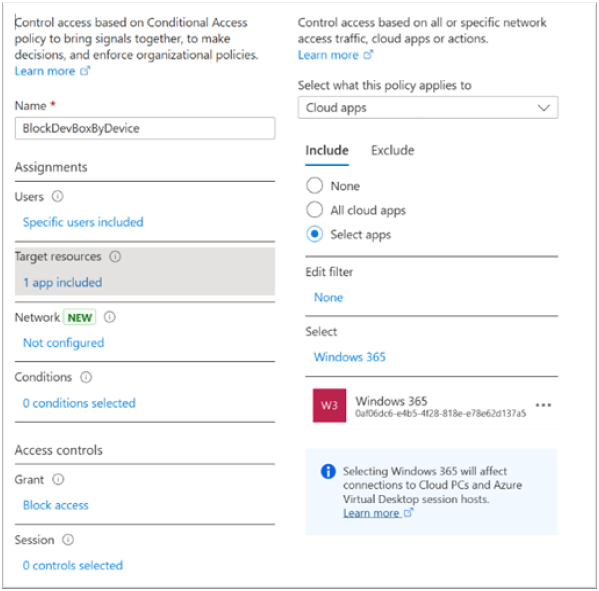 Control access based on Conditional Access
policy to bring signals together, to make
decisions, and enforce organizational policies.
Learn more
Name *
BlockDevBoxByDevice
Assignments
Users
Specific users included
Target resources
1 app included
Network NEW
Not configured
Conditions
0 conditions selected
Access controls
Grant
Block access
Session
0 controls selected
Control access based on all or specific network
access traffic, cloud apps or actions.
Learn more
Select what this policy applies to
Cloud apps
Include Exclude
None
All cloud apps
Select apps
Edit filter
None
Select
Windows 365
W3 Windows 365
0af06dc6-e4b5-4f28-818e-e78e62d137a5
Selecting Windows 365 will affect
connections to Cloud PCs and Azure
Virtual Desktop session hosts.
Learn more